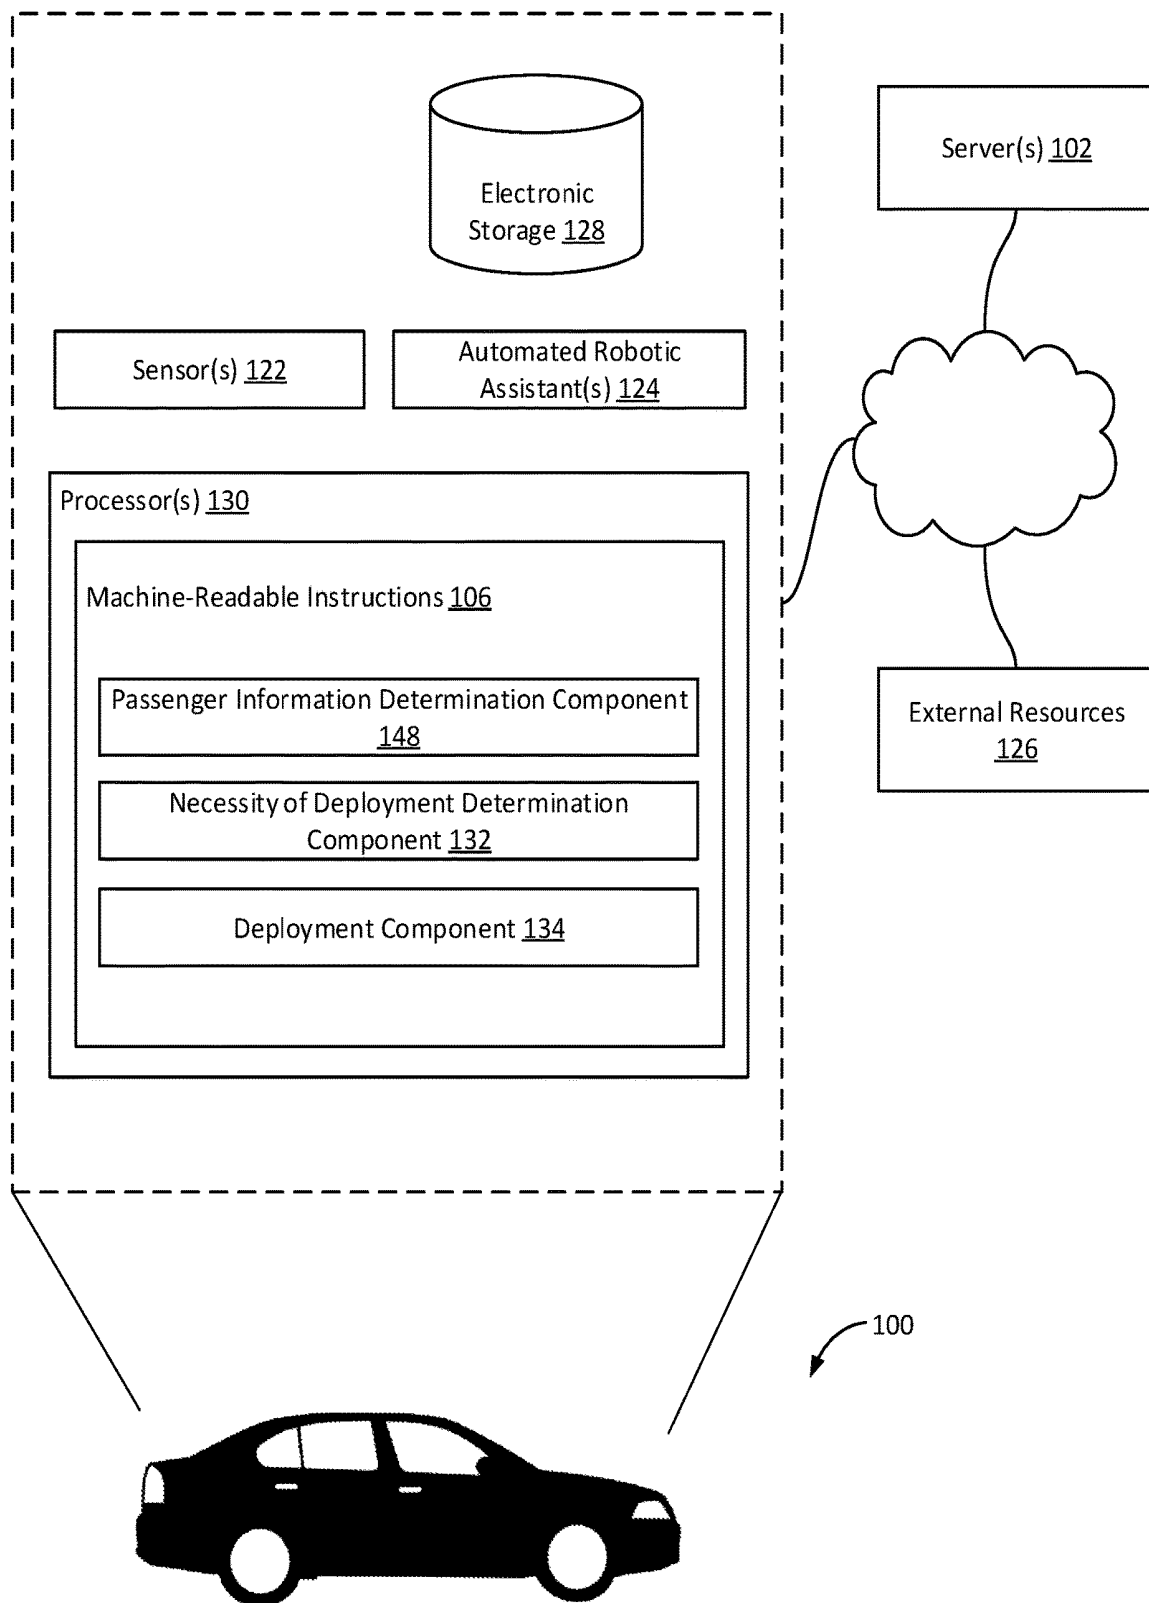 Server(s) 102
Electronic
Storage 128
Sensor(s) 122
Automated Robotic
Assistant(s) 124
Processor(s) 130
Machine-Readable Instructions 106
Passenger Information Determination Component
148
Necessity of Deployment Determination
Component 132
Deployment Component 134
External Resources
126
100